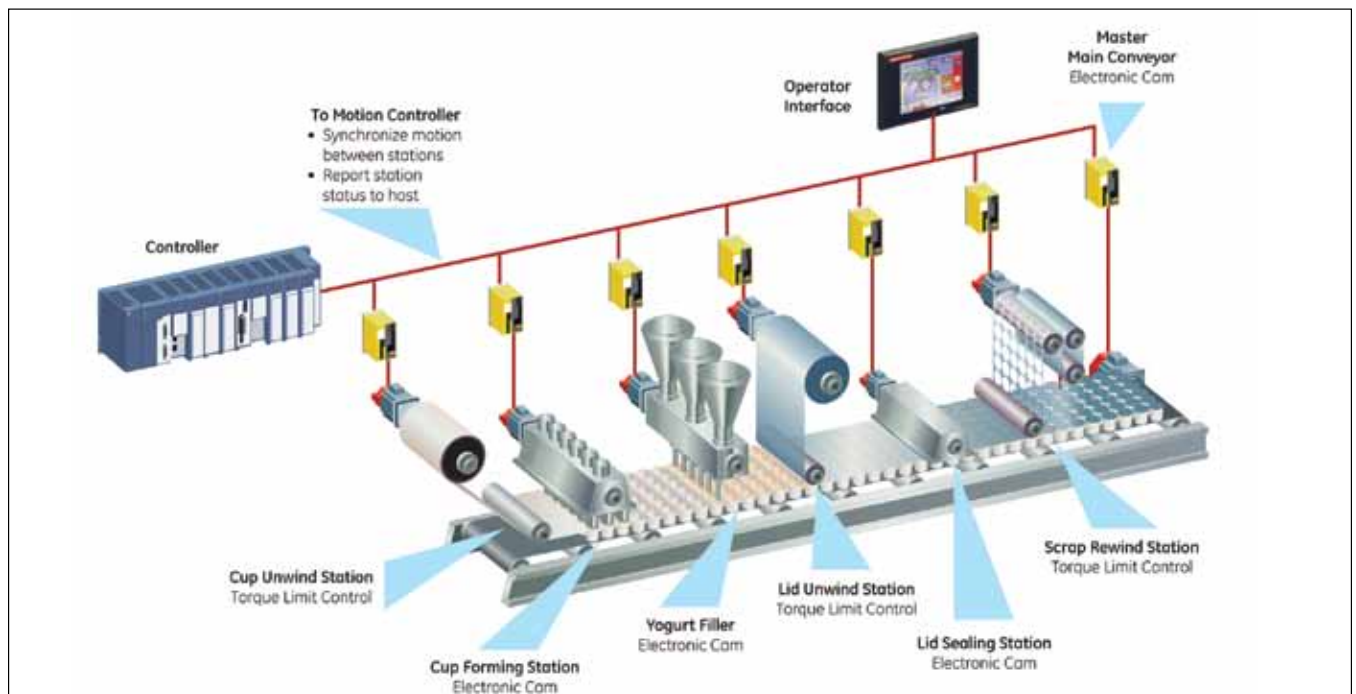 Master
Main Conveyor
Electronic Cam
Operator
Interface
To Motion Controller
• Synchronize motion
between stations
• Report station
status to host
Controller
Cup Unwind Station
Torque Limit Control
Cup Forming Station
Electronic Cam
Yogurt Filler
Electronic Cam
Lid Unwind Station
Torque Limit Control
Lid Sealing Station
Electronic Cam
Scrap Rewind Station
Torque Limit Control